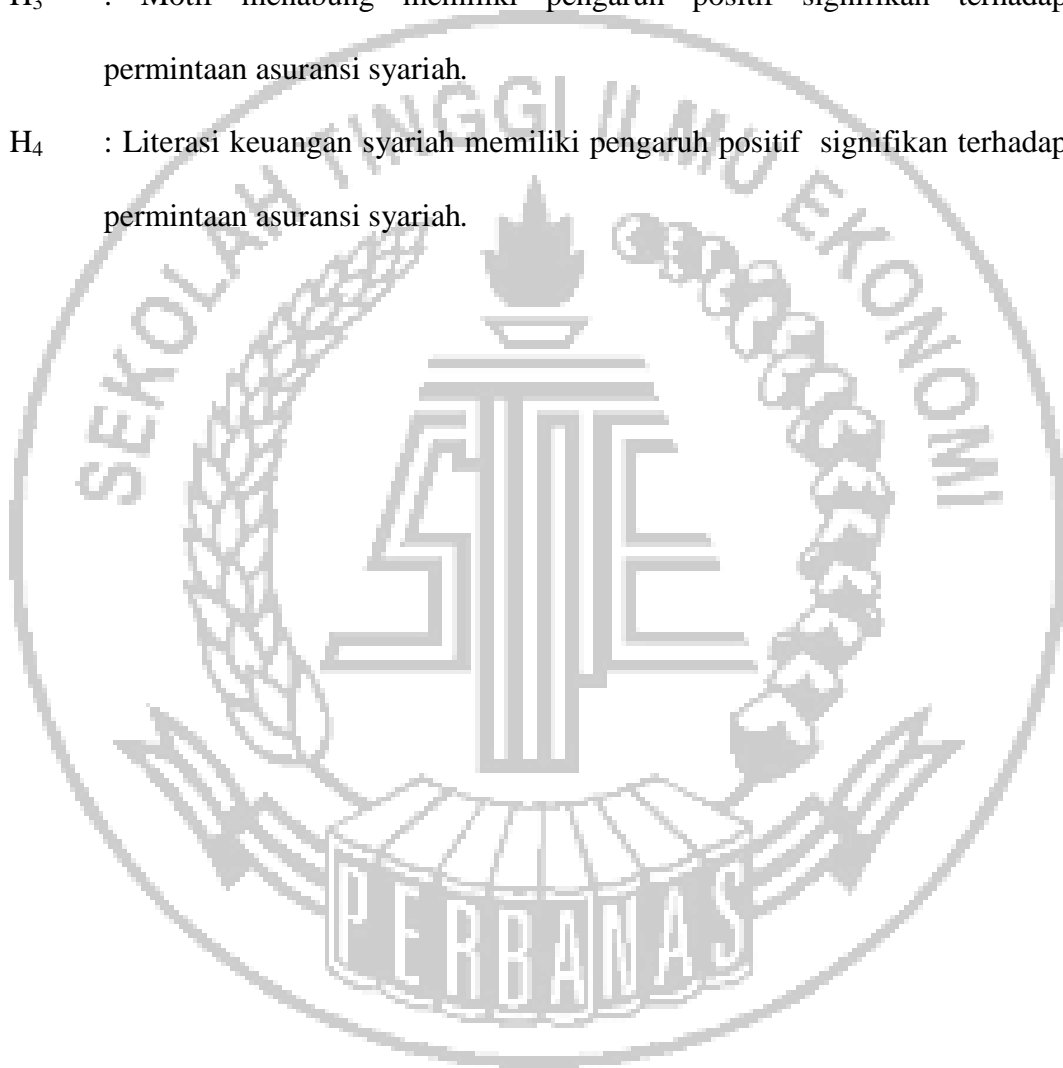 H₃ : Motif menabung memiliki pengaruh positif signifikan terhadap
permintaan asuransi syariah.
H₄ : Literasi keuangan syariah memiliki pengaruh positif signifikan terhadap
permintaan asuransi syariah.
SEKOLAH TINGGI ILMU EKONOMI
STIE
PERBANAS